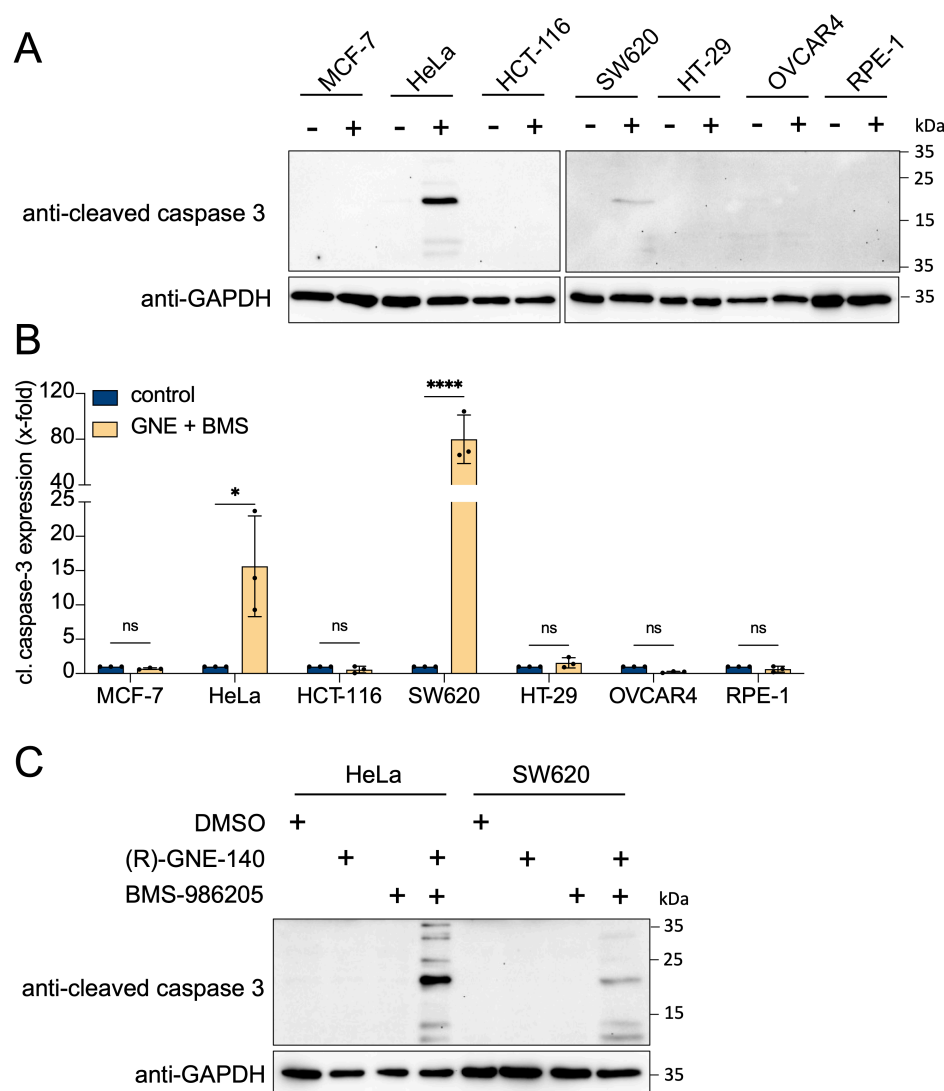 A
MCF-7 HeLa HCT-116 SW620 HT-29 OVCAR4 RPE-1
- + - + - + - + - + - + - + kDa
35
25
anti-cleaved caspase 3
15
35
anti-GAPDH 35
B
cl. caspase-3 expression (x-fold)
control
GNE + BMS
120
80
40
25
20
15
10
5
0
ns * ns **** ns ns ns
MCF-7 HeLa HCT-116 SW620 HT-29 OVCAR4 RPE-1
C
HeLa SW620
DMSO + +
(R)-GNE-140 + + + +
BMS-986205 + + + + kDa
35
25
anti-cleaved caspase 3
15
anti-GAPDH 35